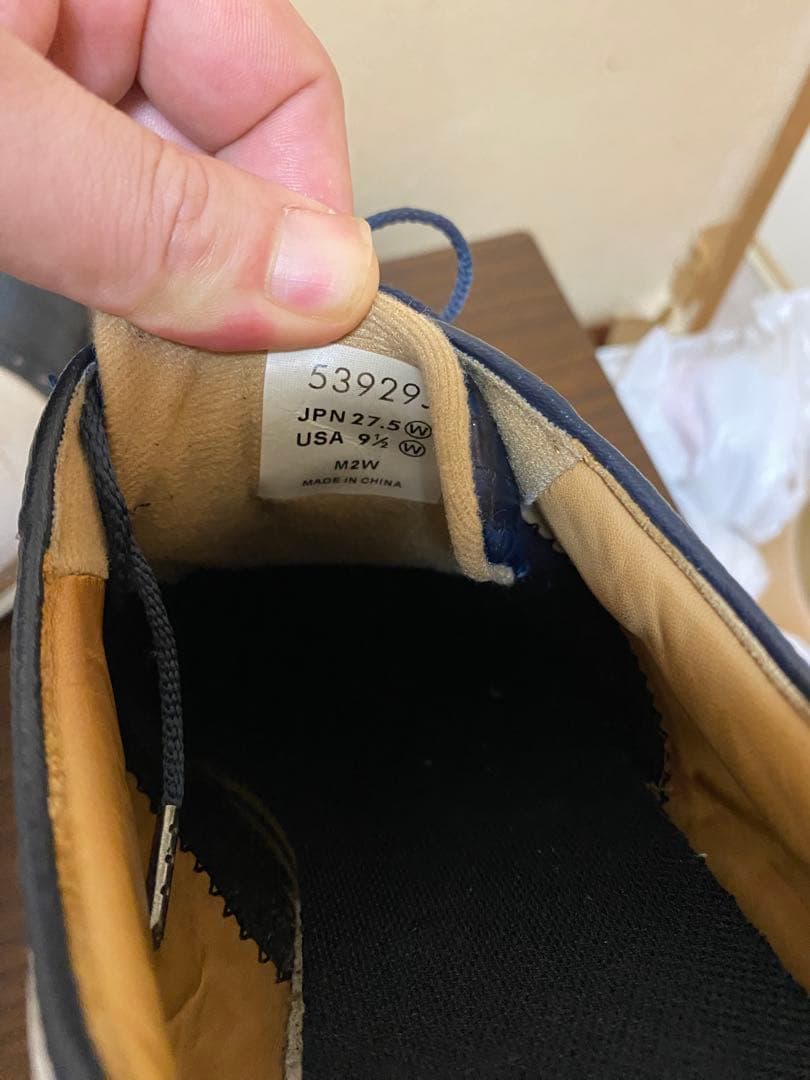 53929
JPN 27.5 Ⓦ
USA 9½ Ⓦ
M2W
MADE IN CHINA